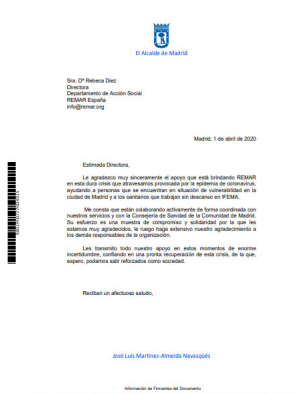 El Alcalde de Madrid
Sra. Dª Rebeca Díez
Directora
Departamento de Acción Social
REMAR España
info@remar.org
Madrid, 1 de abril de 2020
Estimada Directora,
Le agradezco muy sinceramente el apoyo que está brindando REMAR
en esta dura crisis que atravesamos provocada por la epidemia de coronavirus,
ayudando a personas que se encuentran en situación de vulnerabilidad en la
ciudad de Madrid y a los sanitarios que trabajan sin descanso en IFEMA.
Me consta que están colaborando activamente de forma coordinada con
nuestros servicios y con la Consejería de Sanidad de la Comunidad de Madrid.
Su esfuerzo es una muestra de compromiso y solidaridad por la que les
estamos muy agradecidos, le ruego haga extensivo nuestro agradecimiento a
los demás responsables de la organización.
Les transmito todo nuestro apoyo en estos momentos de enorme
incertidumbre, confiando en una pronta recuperación de esta crisis, de la que,
espero, podamos salir reforzados como sociedad.
Reciban un afectuoso saludo,
José Luis Martínez-Almeida Navasqüés
Información de Firmantes del Documento